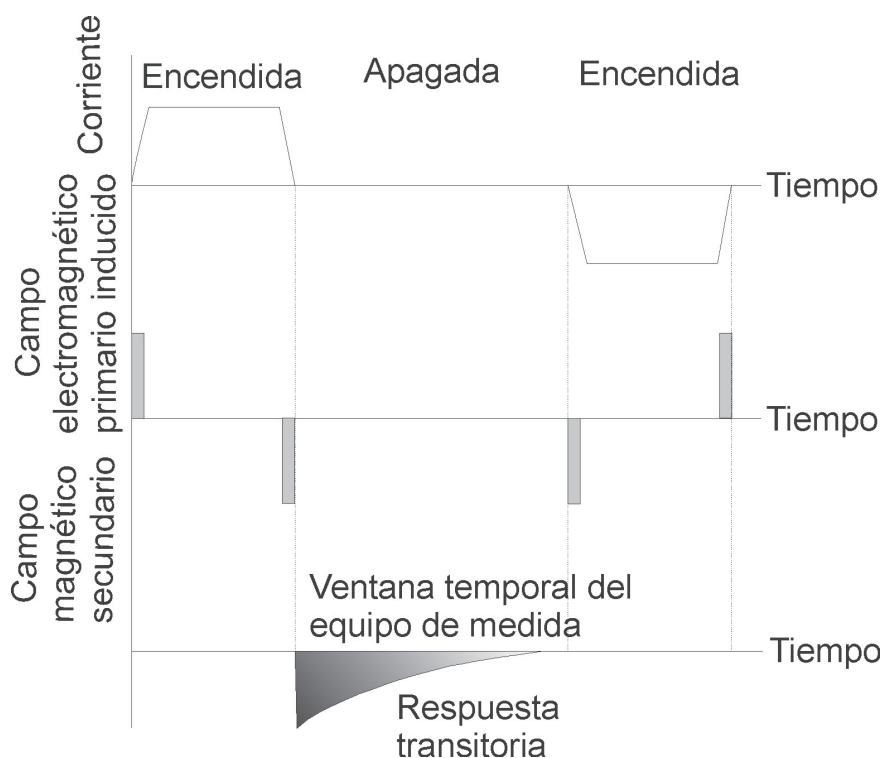 Corriente
Encendida
Apagada
Encendida
Tiempo
Campo
electromagnético
primario inducido
Tiempo
Campo
magnético
secundario
Ventana temporal del
equipo de medida
Tiempo
Respuesta
transitoria